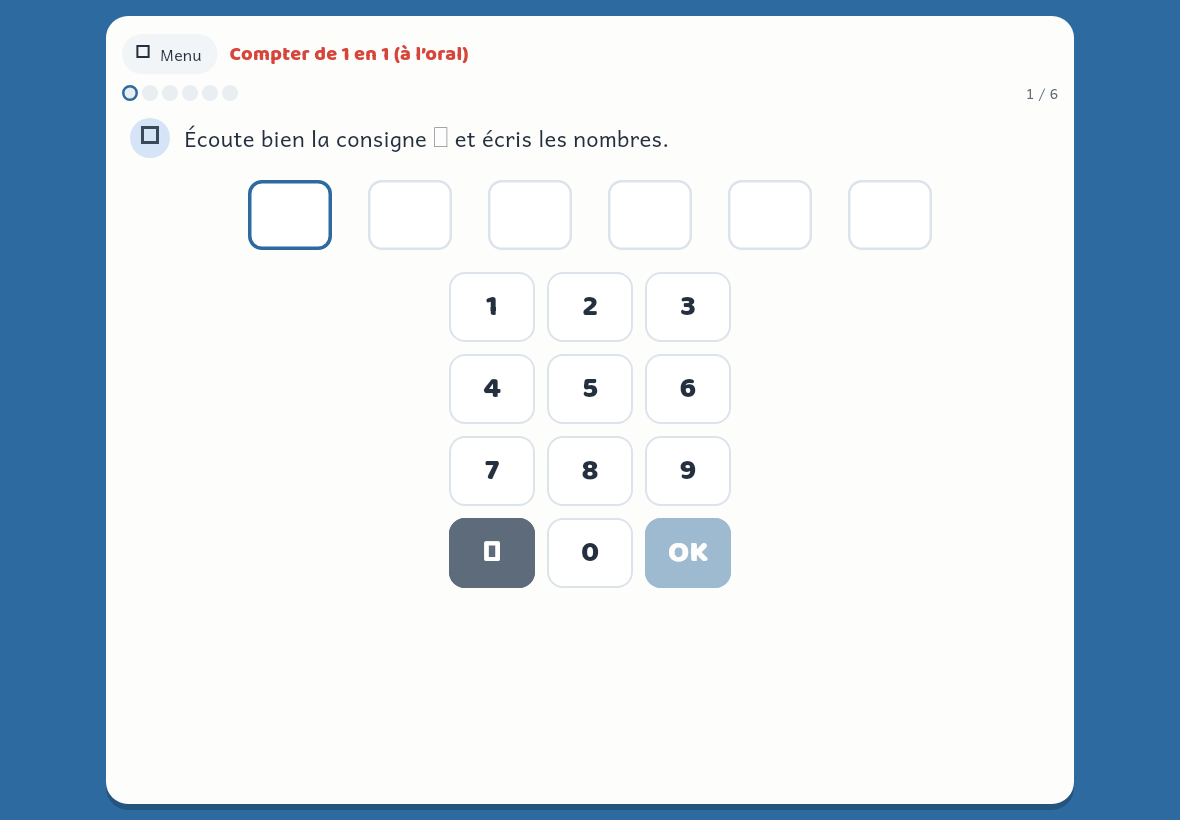 Menu
Compter de 1 en 1 (à l’oral)
1 / 6
Écoute bien la consigne et écris les nombres.
1 2 3
4 5 6
7 8 9
0 OK